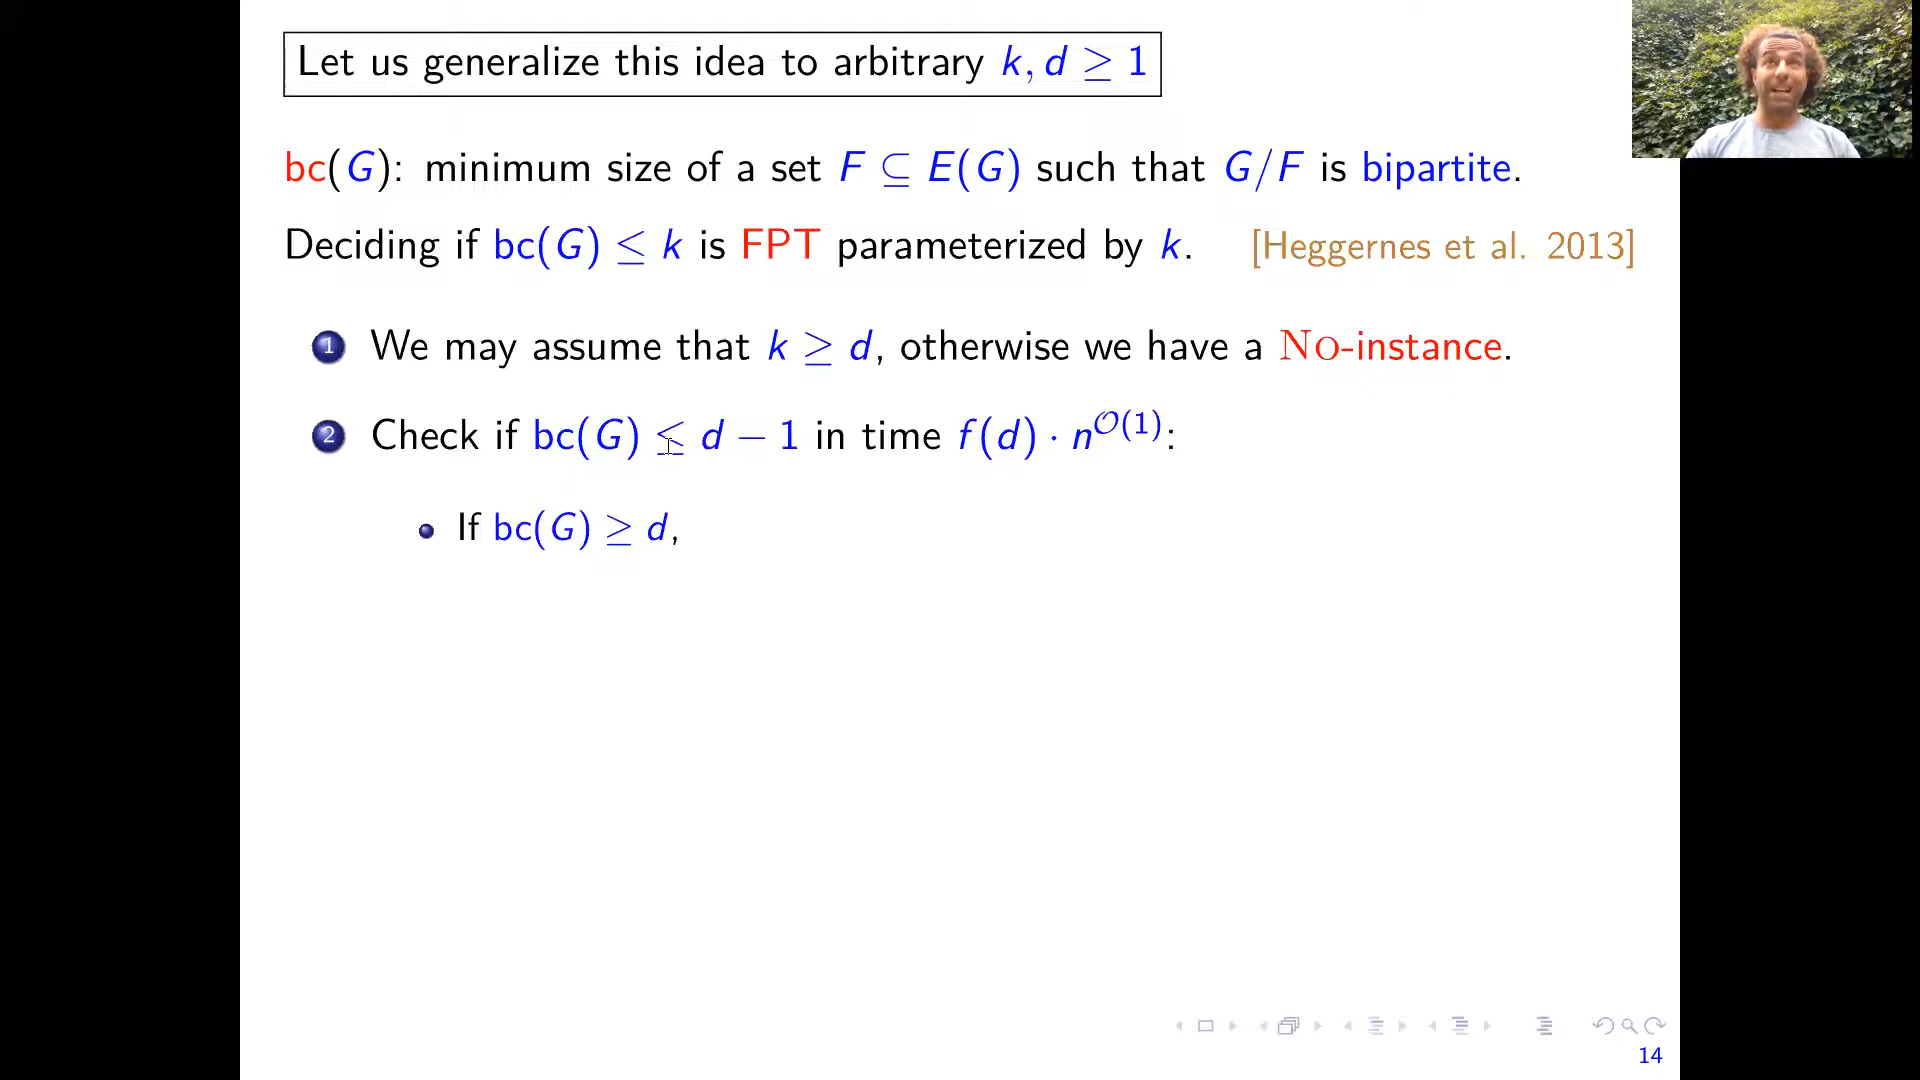 Let us generalize this idea to arbitrary k, d ≥ 1
bc(G): minimum size of a set F ⊆ E(G) such that G/F is bipartite.
Deciding if bc(G) ≤ k is FPT parameterized by k. [Heggernes et al. 2013]
1 We may assume that k ≥ d, otherwise we have a No-instance.
2 Check if bc(G) ≤ d − 1 in time f(d) · n^O(1):
• If bc(G) ≥ d,
14